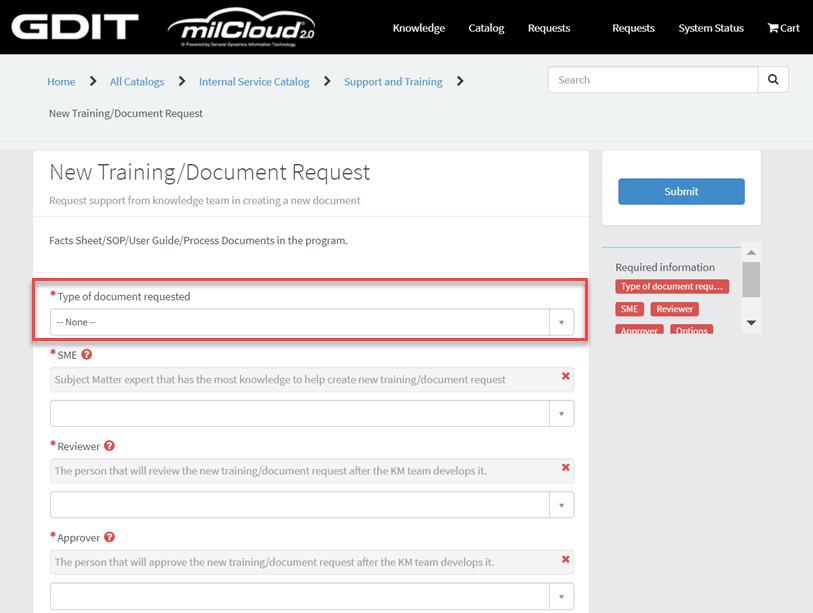 GDIT milCloud 2.0
® Powered by General Dynamics Information Technology
Knowledge Catalog Requests Requests System Status Cart
Home > All Catalogs > Internal Service Catalog > Support and Training >
Search
New Training/Document Request
New Training/Document Request
Request support from knowledge team in creating a new document
Submit
Facts Sheet/SOP/User Guide/Process Documents in the program.
Required information
Type of document requ...
SME Reviewer
Approver Options
* Type of document requested
-- None --
* SME ?
Subject Matter expert that has the most knowledge to help create new training/document request
* Reviewer ?
The person that will review the new training/document request after the KM team develops it.
* Approver ?
The person that will approve the new training/document request after the KM team develops it.